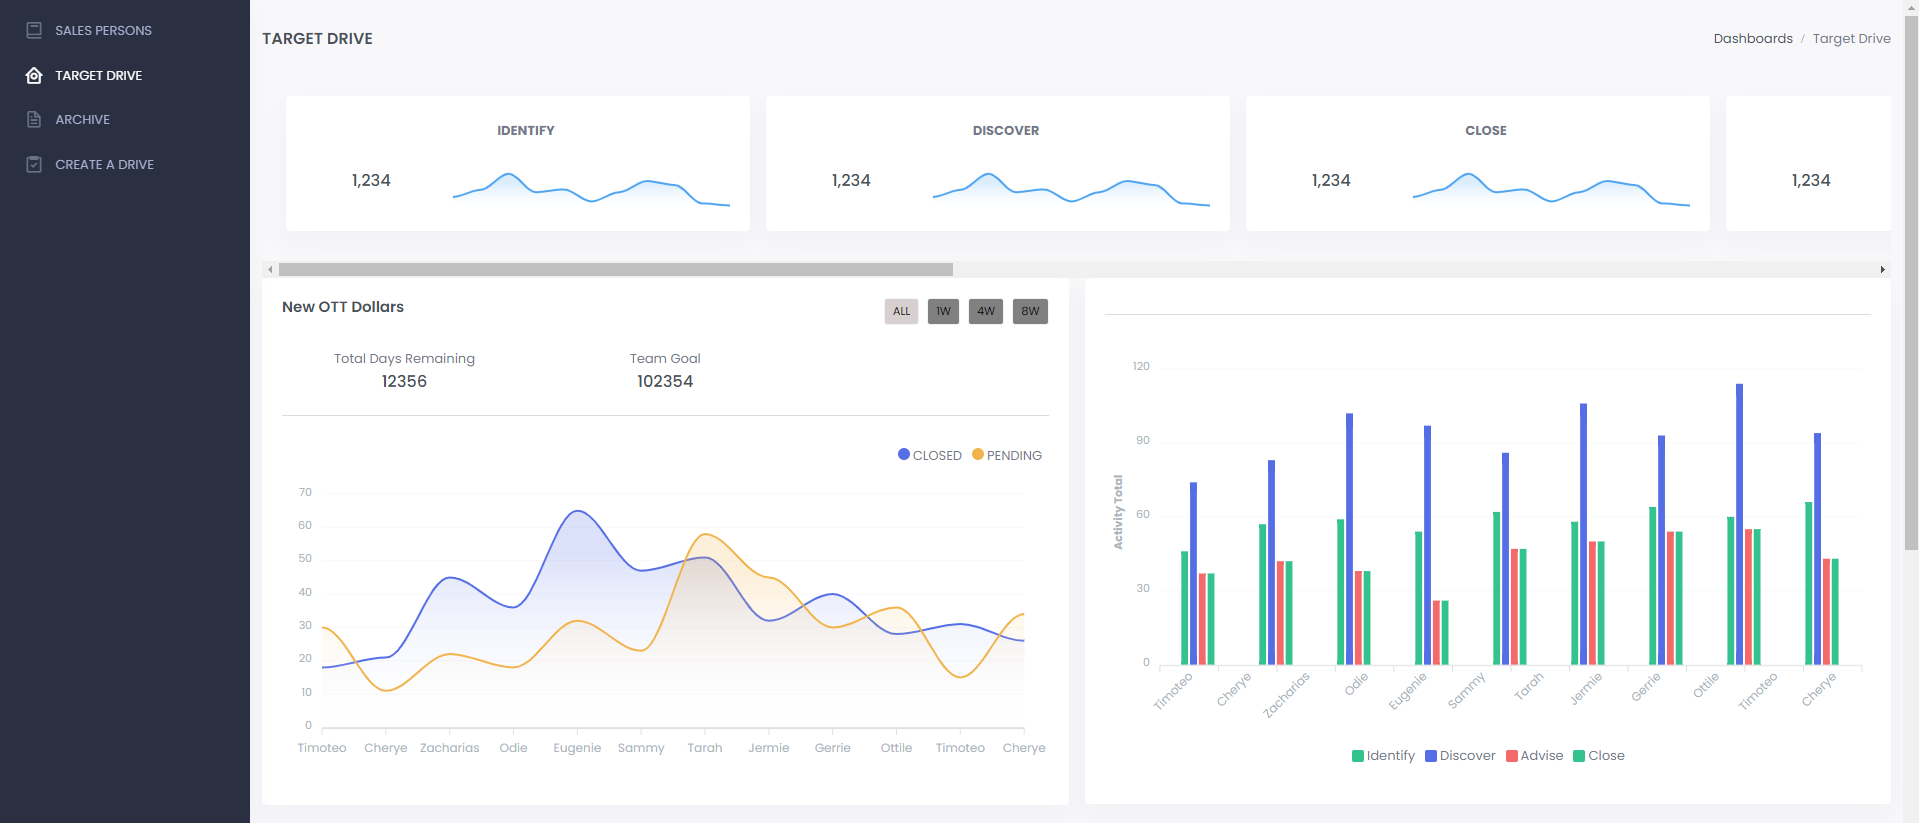 SALES PERSONS
TARGET DRIVE
ARCHIVE
CREATE A DRIVE
TARGET DRIVE
Dashboards / Target Drive
IDENTIFY
1,234
DISCOVER
1,234
CLOSE
1,234
1,234
New OTT Dollars
ALL 1W 4W 8W
Total Days Remaining
12356
Team Goal
102354
CLOSED PENDING
70
60
50
40
30
20
10
0
Timoteo Cherye Zacharias Odie Eugenie Sammy Tarah Jermie Gerrie Ottile Timoteo Cherye
Activity Total
120
90
60
30
0
Timoteo Cherye Zacharias Odie Eugenie Sammy Tarah Jermie Gerrie Ottile Timoteo Cherye
Identify Discover Advise Close